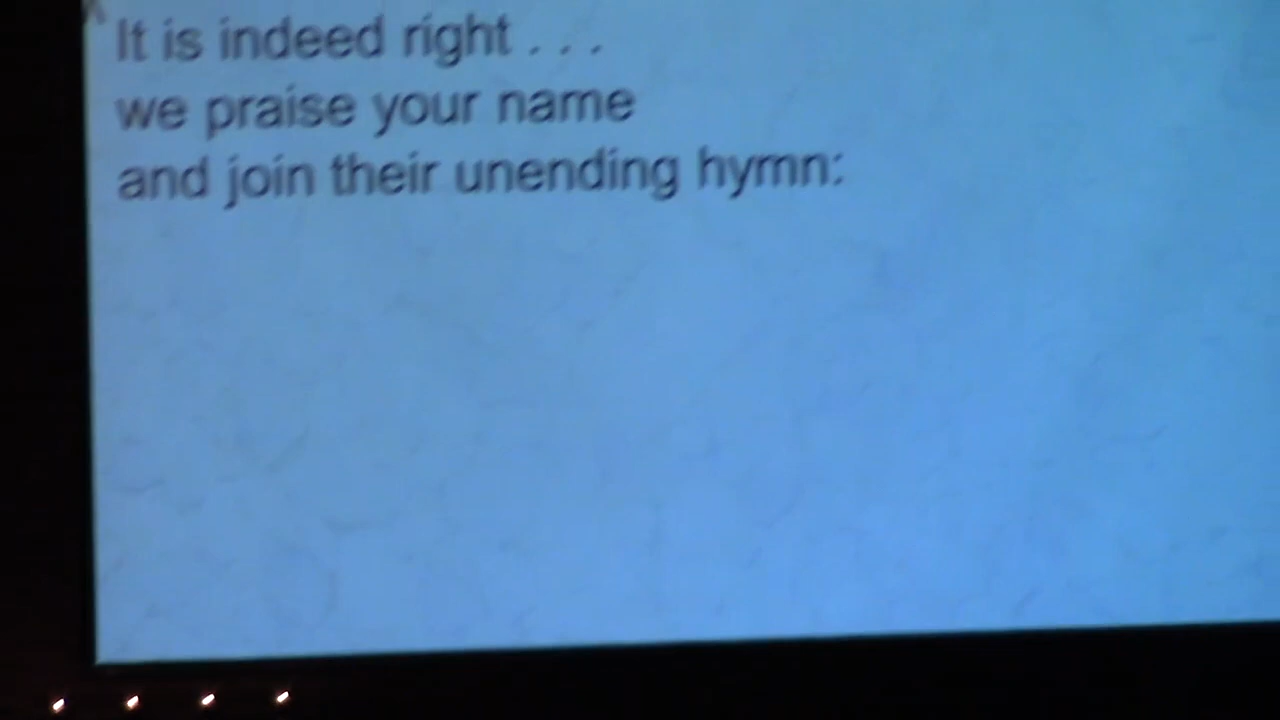 It is indeed right . . .
we praise your name
and join their unending hymn: